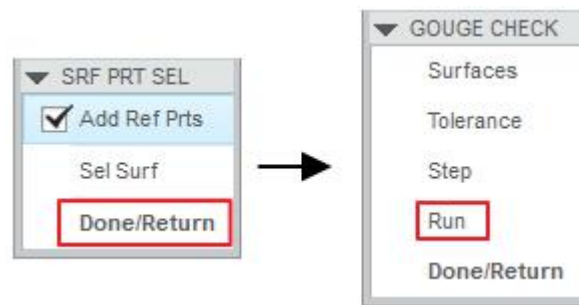 SRF PRT SEL
Add Ref Prts
Sel Surf
Done/Return
GOUGE CHECK
Surfaces
Tolerance
Step
Run
Done/Return